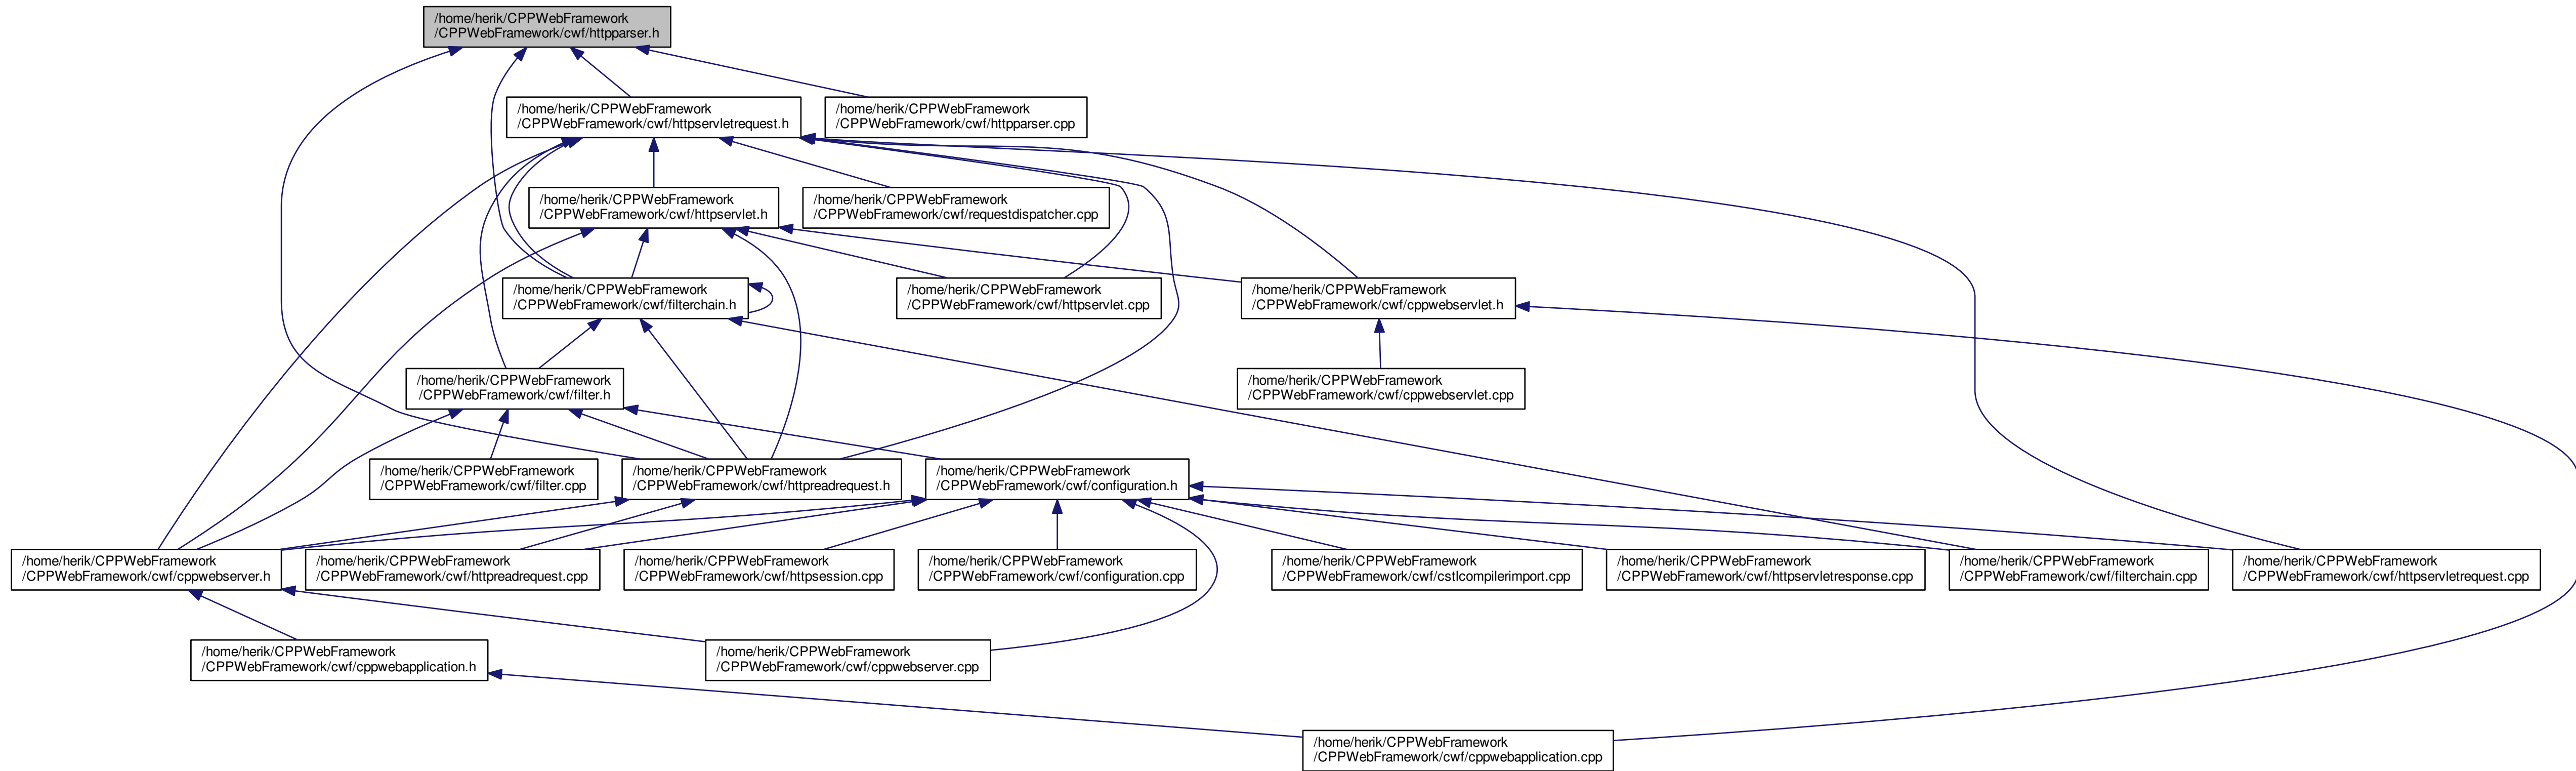 /home/herik/CPPWebFramework
/CPPWebFramework/cwf/httpparser.h
/home/herik/CPPWebFramework
/CPPWebFramework/cwf/httpservletrequest.h
/home/herik/CPPWebFramework
/CPPWebFramework/cwf/httpparser.cpp
/home/herik/CPPWebFramework
/CPPWebFramework/cwf/httpservlet.h
/home/herik/CPPWebFramework
/CPPWebFramework/cwf/requestdispatcher.cpp
/home/herik/CPPWebFramework
/CPPWebFramework/cwf/filterchain.h
/home/herik/CPPWebFramework
/CPPWebFramework/cwf/httpservlet.cpp
/home/herik/CPPWebFramework
/CPPWebFramework/cwf/cppwebservlet.h
/home/herik/CPPWebFramework
/CPPWebFramework/cwf/filter.h
/home/herik/CPPWebFramework
/CPPWebFramework/cwf/cppwebservlet.cpp
/home/herik/CPPWebFramework
/CPPWebFramework/cwf/filter.cpp
/home/herik/CPPWebFramework
/CPPWebFramework/cwf/httpreadrequest.h
/home/herik/CPPWebFramework
/CPPWebFramework/cwf/configuration.h
/home/herik/CPPWebFramework
/CPPWebFramework/cwf/cppwebserver.h
/home/herik/CPPWebFramework
/CPPWebFramework/cwf/httpreadrequest.cpp
/home/herik/CPPWebFramework
/CPPWebFramework/cwf/httpsession.cpp
/home/herik/CPPWebFramework
/CPPWebFramework/cwf/configuration.cpp
/home/herik/CPPWebFramework
/CPPWebFramework/cwf/cstlcompilerimport.cpp
/home/herik/CPPWebFramework
/CPPWebFramework/cwf/httpservletresponse.cpp
/home/herik/CPPWebFramework
/CPPWebFramework/cwf/filterchain.cpp
/home/herik/CPPWebFramework
/CPPWebFramework/cwf/httpservletrequest.cpp
/home/herik/CPPWebFramework
/CPPWebFramework/cwf/cppwebapplication.h
/home/herik/CPPWebFramework
/CPPWebFramework/cwf/cppwebserver.cpp
/home/herik/CPPWebFramework
/CPPWebFramework/cwf/cppwebapplication.cpp